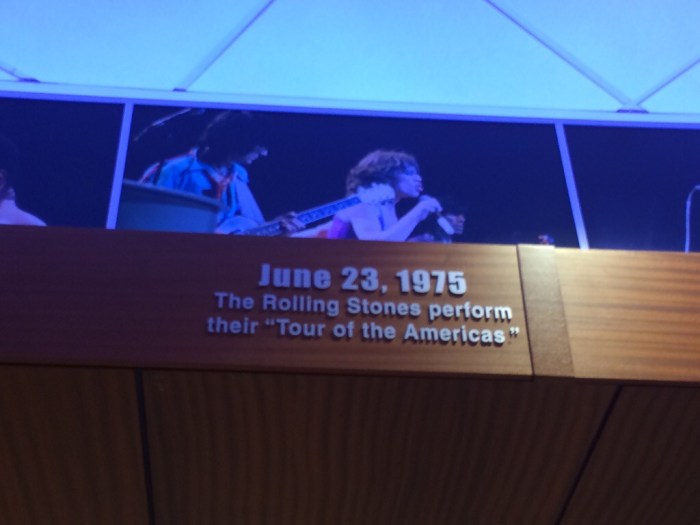 June 23, 1975
The Rolling Stones perform
their "Tour of the Americas"